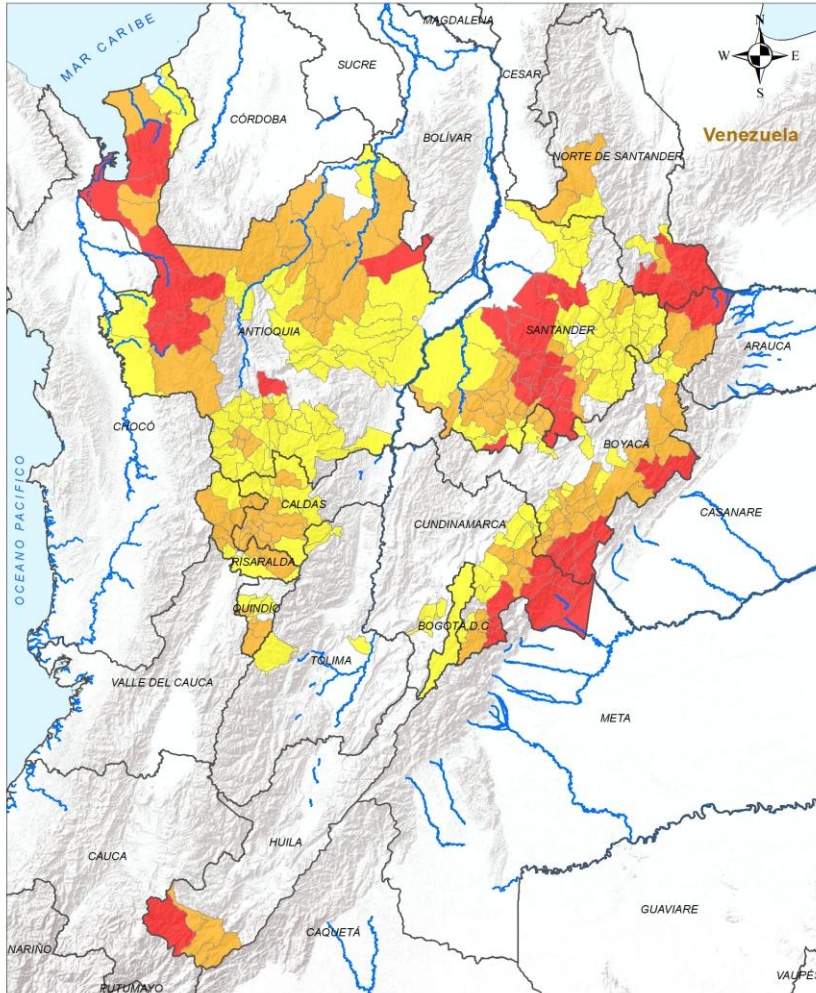 MAGDALENA
MAR CARIBE
N
W E
S
SUCRE
CESAR
CÓRDOBA
BOLÍVAR
Venezuela
NORTE DE SANTANDER
ANTIOQUIA
SANTANDER
ARAUCA
CHOCÓ
BOYACÁ
OCEANO PACIFICO
CALDAS
CUNDINAMARCA
CASANARE
RISARALDA
QUINDÍO
BOGOTÁ D.C
TOLIMA
VALLE DEL CAUCA
META
HUILA
CAUCA
GUAVIARE
CAQUETÁ
NARIÑO
PUTUMAYO
VAUPÉS